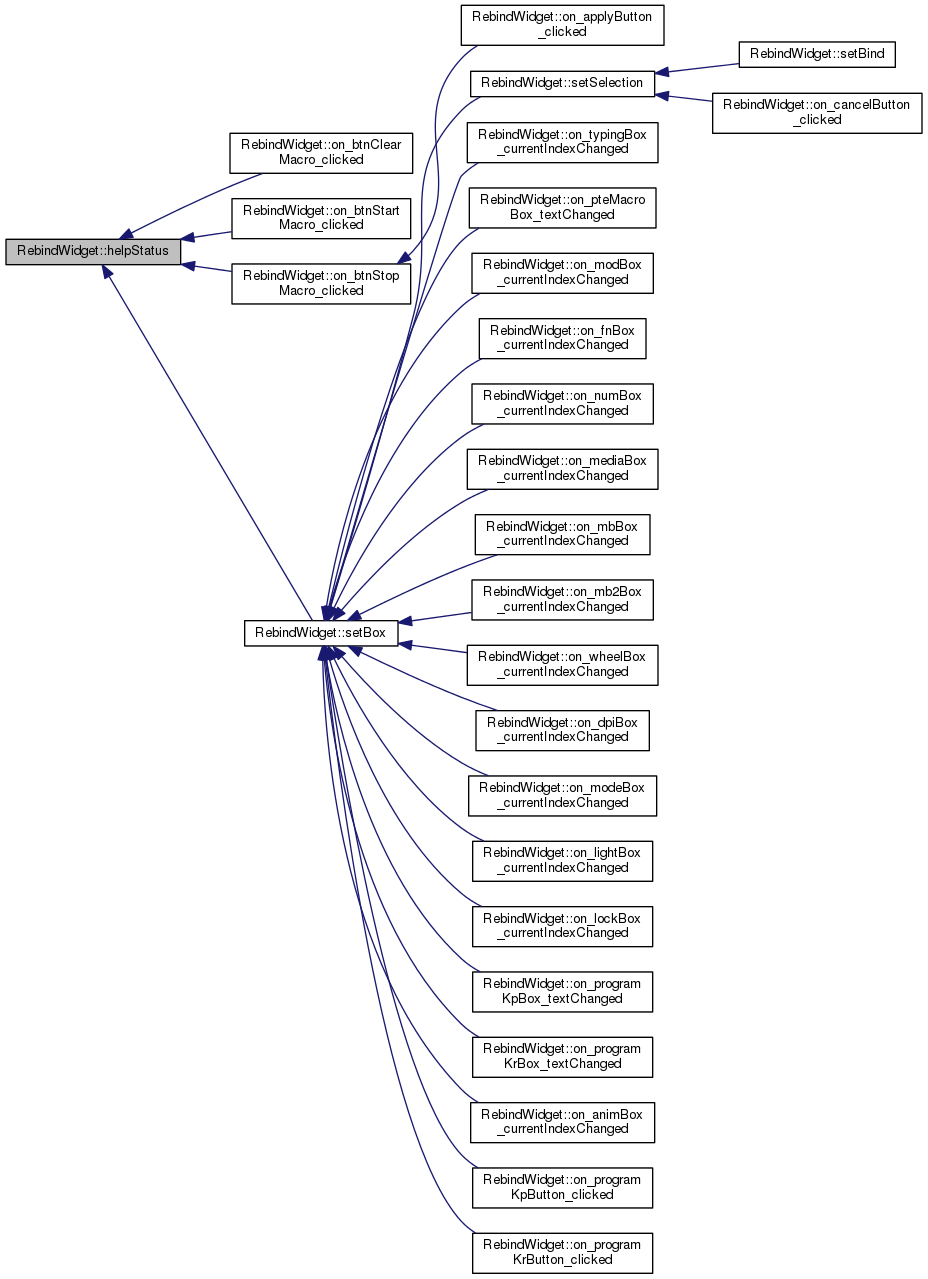 RebindWidget::helpStatus
RebindWidget::on_btnClear
Macro_clicked
RebindWidget::on_btnStart
Macro_clicked
RebindWidget::on_btnStop
Macro_clicked
RebindWidget::setBox
RebindWidget::on_applyButton
_clicked
RebindWidget::setSelection
RebindWidget::setBind
RebindWidget::on_cancelButton
_clicked
RebindWidget::on_typingBox
_currentIndexChanged
RebindWidget::on_pteMacro
Box_textChanged
RebindWidget::on_modBox
_currentIndexChanged
RebindWidget::on_fnBox
_currentIndexChanged
RebindWidget::on_numBox
_currentIndexChanged
RebindWidget::on_mediaBox
_currentIndexChanged
RebindWidget::on_mbBox
_currentIndexChanged
RebindWidget::on_mb2Box
_currentIndexChanged
RebindWidget::on_wheelBox
_currentIndexChanged
RebindWidget::on_dpiBox
_currentIndexChanged
RebindWidget::on_modeBox
_currentIndexChanged
RebindWidget::on_lightBox
_currentIndexChanged
RebindWidget::on_lockBox
_currentIndexChanged
RebindWidget::on_program
KpBox_textChanged
RebindWidget::on_program
KrBox_textChanged
RebindWidget::on_animBox
_currentIndexChanged
RebindWidget::on_program
KpButton_clicked
RebindWidget::on_program
KrButton_clicked